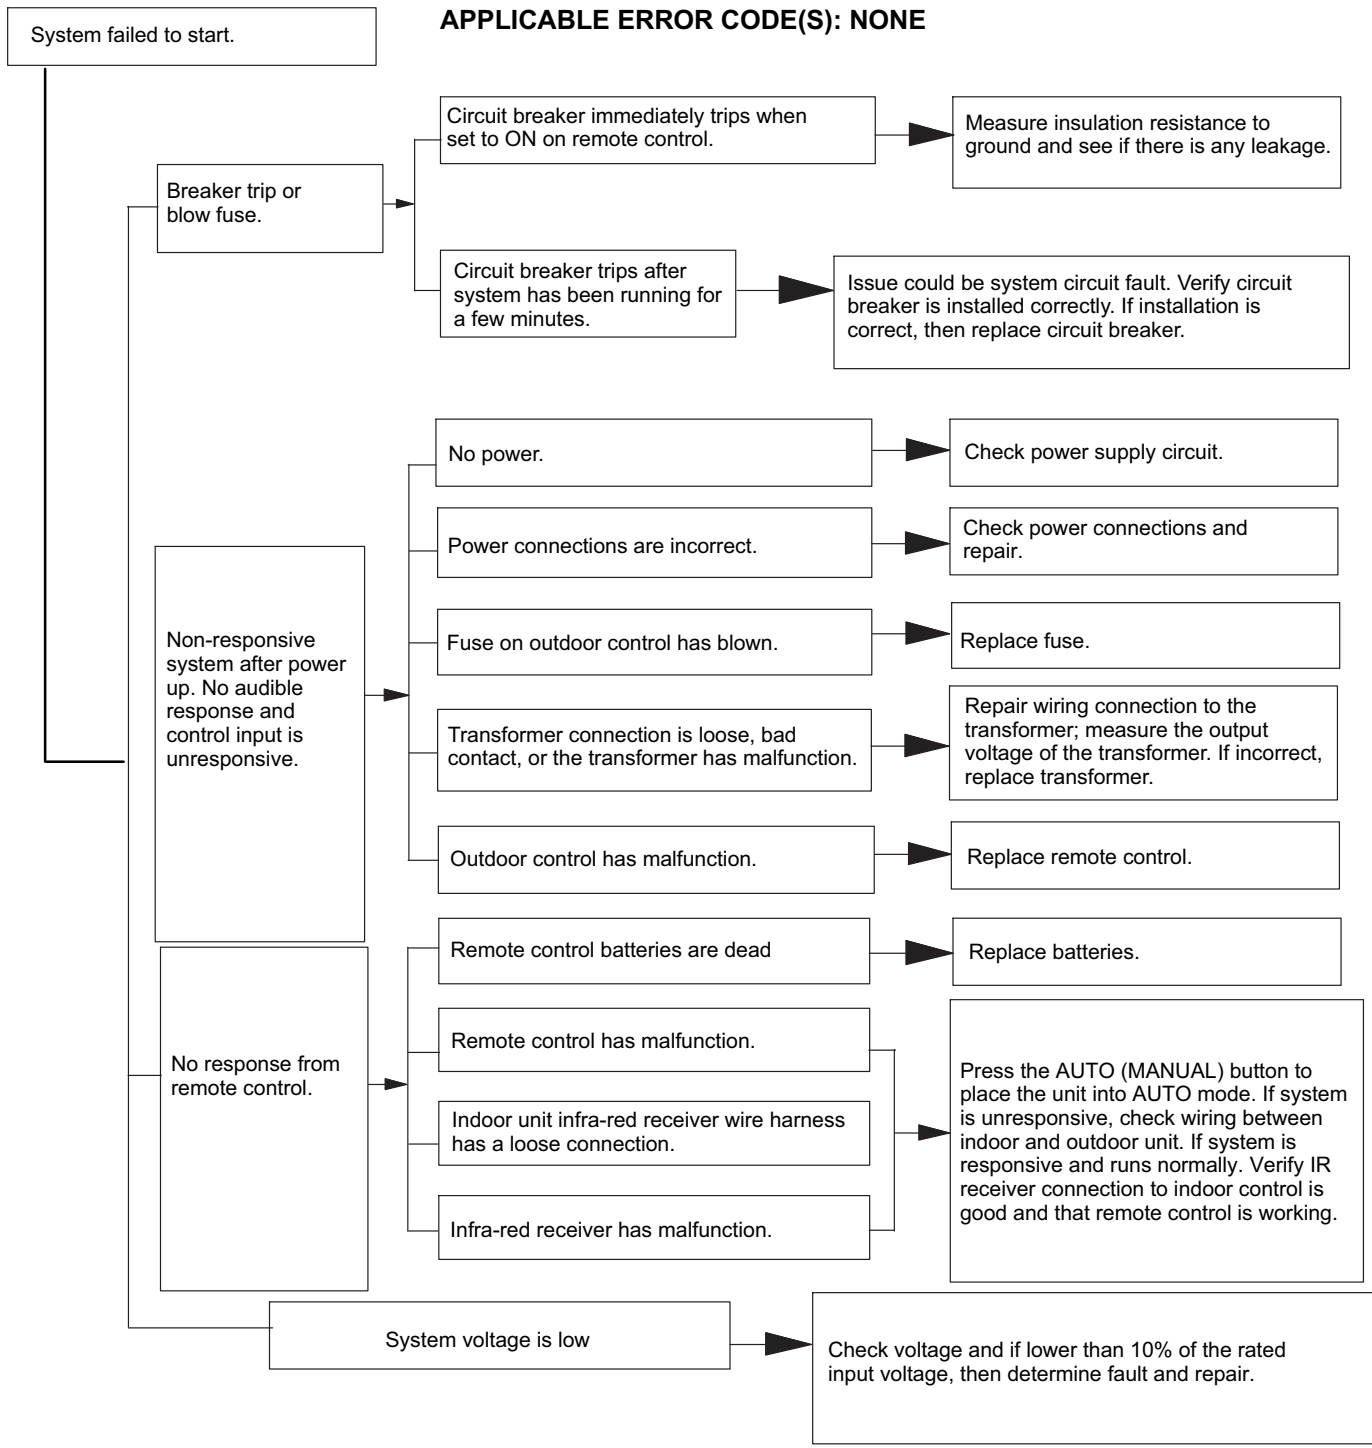 APPLICABLE ERROR CODE(S): NONE
System failed to start.
Breaker trip or
blow fuse.
Circuit breaker immediately trips when
set to ON on remote control.
Measure insulation resistance to
ground and see if there is any leakage.
Circuit breaker trips after
system has been running for
a few minutes.
Issue could be system circuit fault. Verify circuit
breaker is installed correctly. If installation is
correct, then replace circuit breaker.
Non-responsive
system after power
up. No audible
response and
control input is
unresponsive.
No power.
Check power supply circuit.
Power connections are incorrect.
Check power connections and
repair.
Fuse on outdoor control has blown.
Replace fuse.
Transformer connection is loose, bad
contact, or the transformer has malfunction.
Repair wiring connection to the
transformer; measure the output
voltage of the transformer. If incorrect,
replace transformer.
Outdoor control has malfunction.
Replace remote control.
No response from
remote control.
Remote control batteries are dead
Replace batteries.
Remote control has malfunction.
Indoor unit infra-red receiver wire harness
has a loose connection.
Infra-red receiver has malfunction.
Press the AUTO (MANUAL) button to
place the unit into AUTO mode. If system
is unresponsive, check wiring between
indoor and outdoor unit. If system is
responsive and runs normally. Verify IR
receiver connection to indoor control is
good and that remote control is working.
System voltage is low
Check voltage and if lower than 10% of the rated
input voltage, then determine fault and repair.